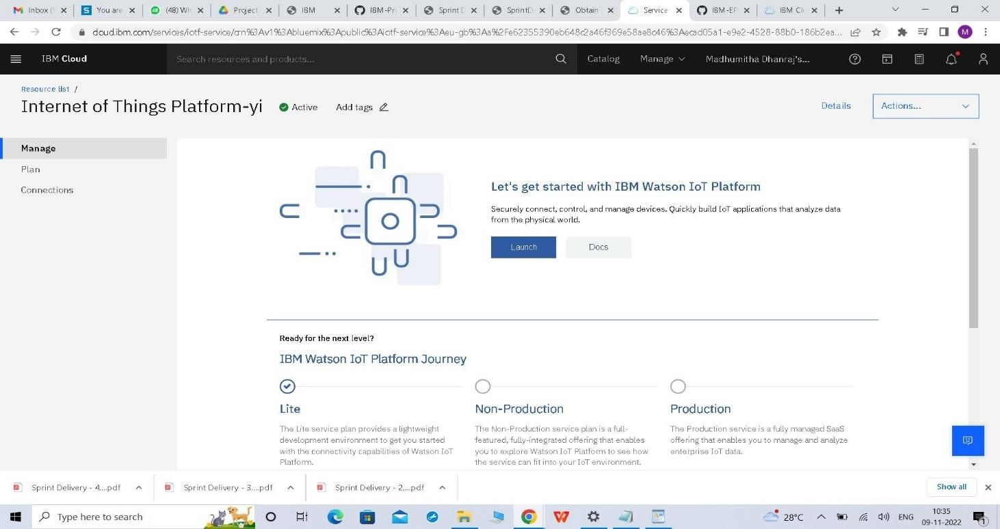 Inbox (
You are
(48) Wh
Project
IBM
IBM-Pr
Sprint D
SprintD
Obtain
Service
IBM-EP
IBM Clo
cloud.ibm.com/services/iotf-service/crn%3Av1%3Abluemix%3Apublic%3Aiotf-service%3Aeu-gb%3Aa%2Fe62355390eb648c2a46f369e58ae8c46%3Aecad05a1-e9e2-4528-88b0-186b2ea...
M
IBM Cloud
Search resources and products...
Catalog
Manage
Madhumitha Dhanraj's...
Resource list /
Internet of Things Platform-yi
Active
Add tags
Details
Actions...
Manage
Plan
Connections
Let's get started with IBM Watson IoT Platform
Securely connect, control, and manage devices. Quickly build IoT applications that analyze data
from the physical world.
Launch
Docs
Ready for the next level?
IBM Watson IoT Platform Journey
Lite
The Lite service plan provides a lightweight
development environment to get you started
with the connectivity capabilities of Watson IoT
Platform.
Non-Production
The Non-Production service plan is a full-
featured, fully-integrated offering that enables
you to explore Watson IoT Platform to see how
the service can fit into your IoT environment.
Production
The Production service is a fully managed SaaS
offering that enables you to manage and analyze
enterprise IoT data.
Sprint Delivery - 4....pdf
Sprint Delivery - 3....pdf
Sprint Delivery - 2....pdf
Show all
Type here to search
28°C
ENG
10:35
09-11-2022
1